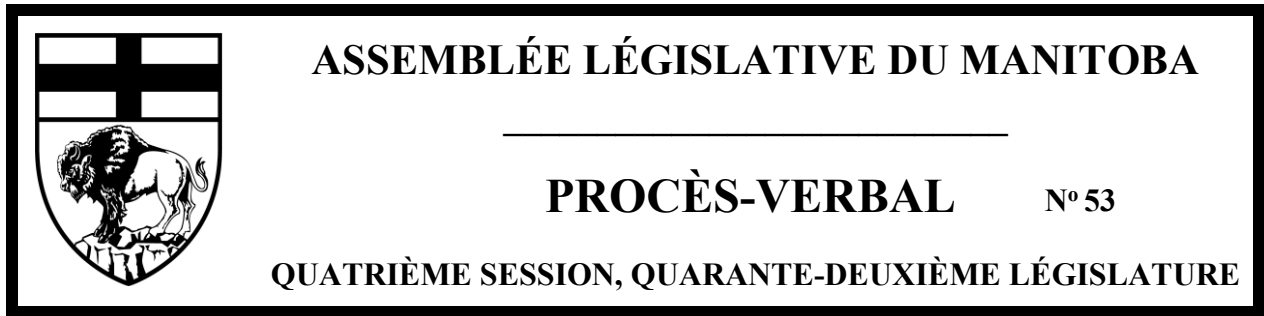 ASSEMBLÉE LÉGISLATIVE DU MANITOBA
PROCÈS-VERBAL Nº 53
QUATRIÈME SESSION, QUARANTE-DEUXIÈME LÉGISLATURE